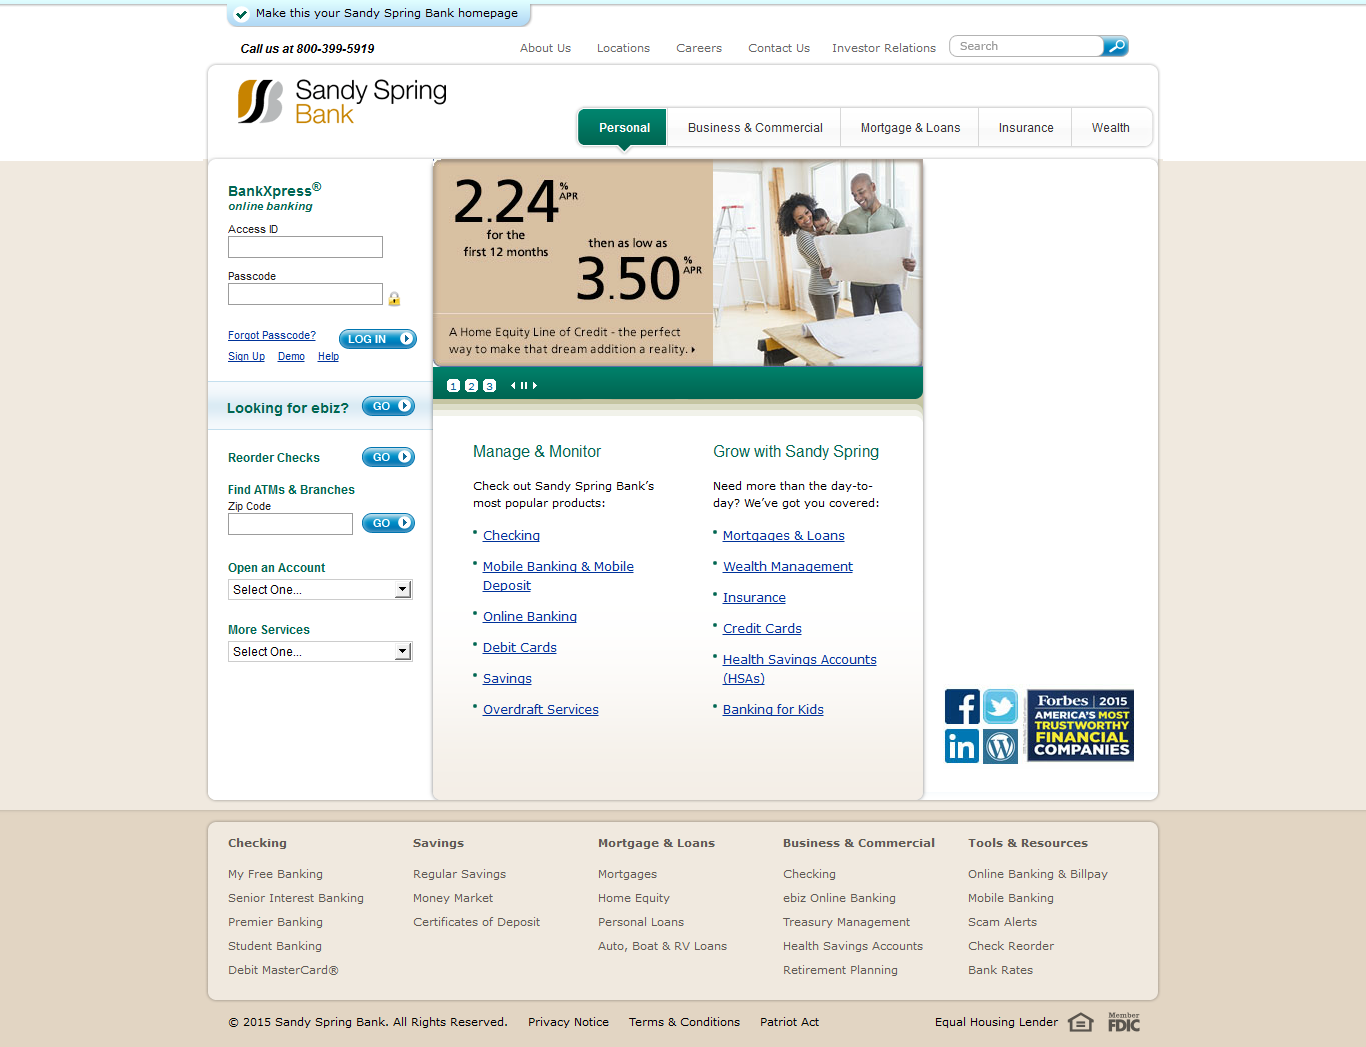 Make this your Sandy Spring Bank homepage
Call us at 800-399-5919
About Us
Locations
Careers
Contact Us
Investor Relations
Search
Sandy Spring
Bank
Personal
Business & Commercial
Mortgage & Loans
Insurance
Wealth
BankXpress®
online banking
Access ID
Passcode
Forgot Passcode?
LOG IN
Sign Up
Demo
Help
Looking for ebiz?
GO
Reorder Checks
GO
Find ATMs & Branches
Zip Code
GO
Open an Account
Select One...
More Services
Select One...
2.24% APR
for the
first 12 months
then as low as
3.50% APR
A Home Equity Line of Credit - the perfect
way to make that dream addition a reality.
1 2 3
Manage & Monitor
Check out Sandy Spring Bank's
most popular products:
Checking
Mobile Banking & Mobile
Deposit
Online Banking
Debit Cards
Savings
Overdraft Services
Grow with Sandy Spring
Need more than the day-to-
day? We've got you covered:
Mortgages & Loans
Wealth Management
Insurance
Credit Cards
Health Savings Accounts
(HSAs)
Banking for Kids
Forbes | 2015
AMERICA'S MOST
TRUSTWORTHY
FINANCIAL
COMPANIES
Checking
My Free Banking
Senior Interest Banking
Premier Banking
Student Banking
Debit MasterCard®
Savings
Regular Savings
Money Market
Certificates of Deposit
Mortgage & Loans
Mortgages
Home Equity
Personal Loans
Auto, Boat & RV Loans
Business & Commercial
Checking
ebiz Online Banking
Treasury Management
Health Savings Accounts
Retirement Planning
Tools & Resources
Online Banking & Billpay
Mobile Banking
Scam Alerts
Check Reorder
Bank Rates
© 2015 Sandy Spring Bank. All Rights Reserved.
Privacy Notice
Terms & Conditions
Patriot Act
Equal Housing Lender
Member
FDIC